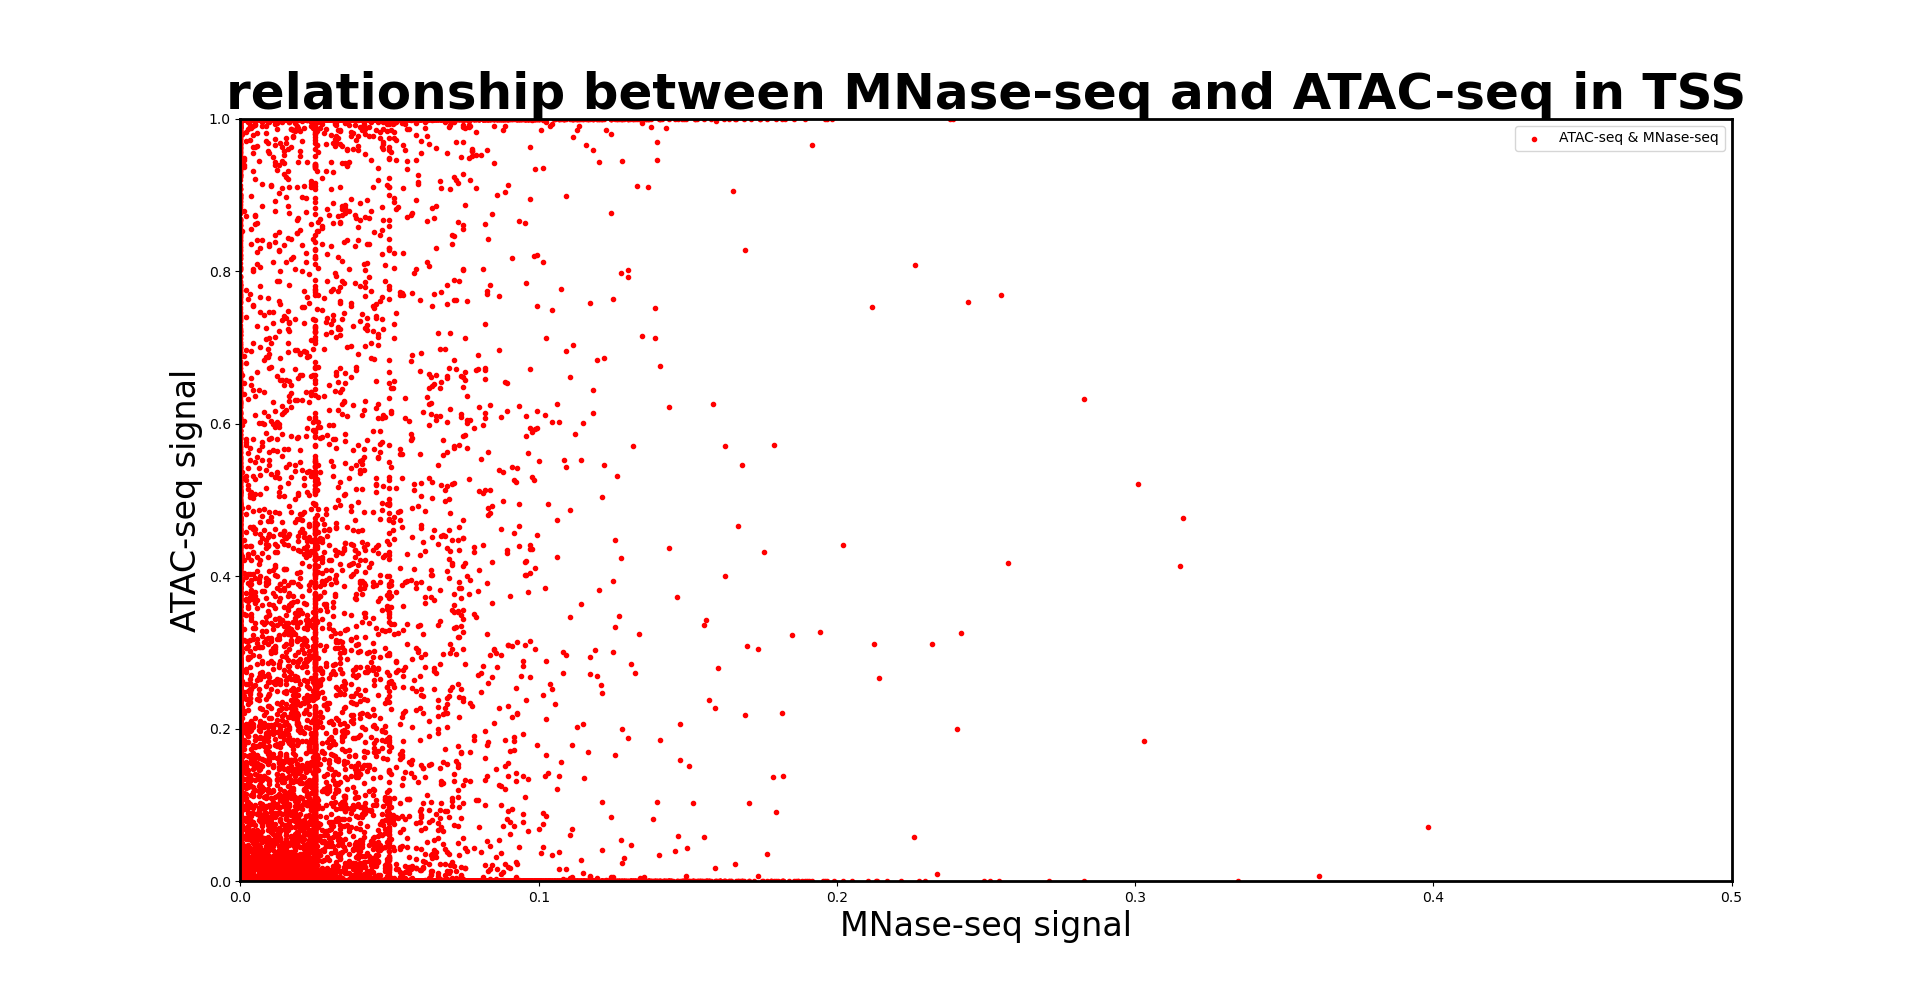 relationship between MNase-seq and ATAC-seq in TSS
ATAC-seq & MNase-seq
ATAC-seq signal
1.0
0.8
0.6
0.4
0.2
0.0
0.0 0.1 0.2 0.3 0.4 0.5
MNase-seq signal